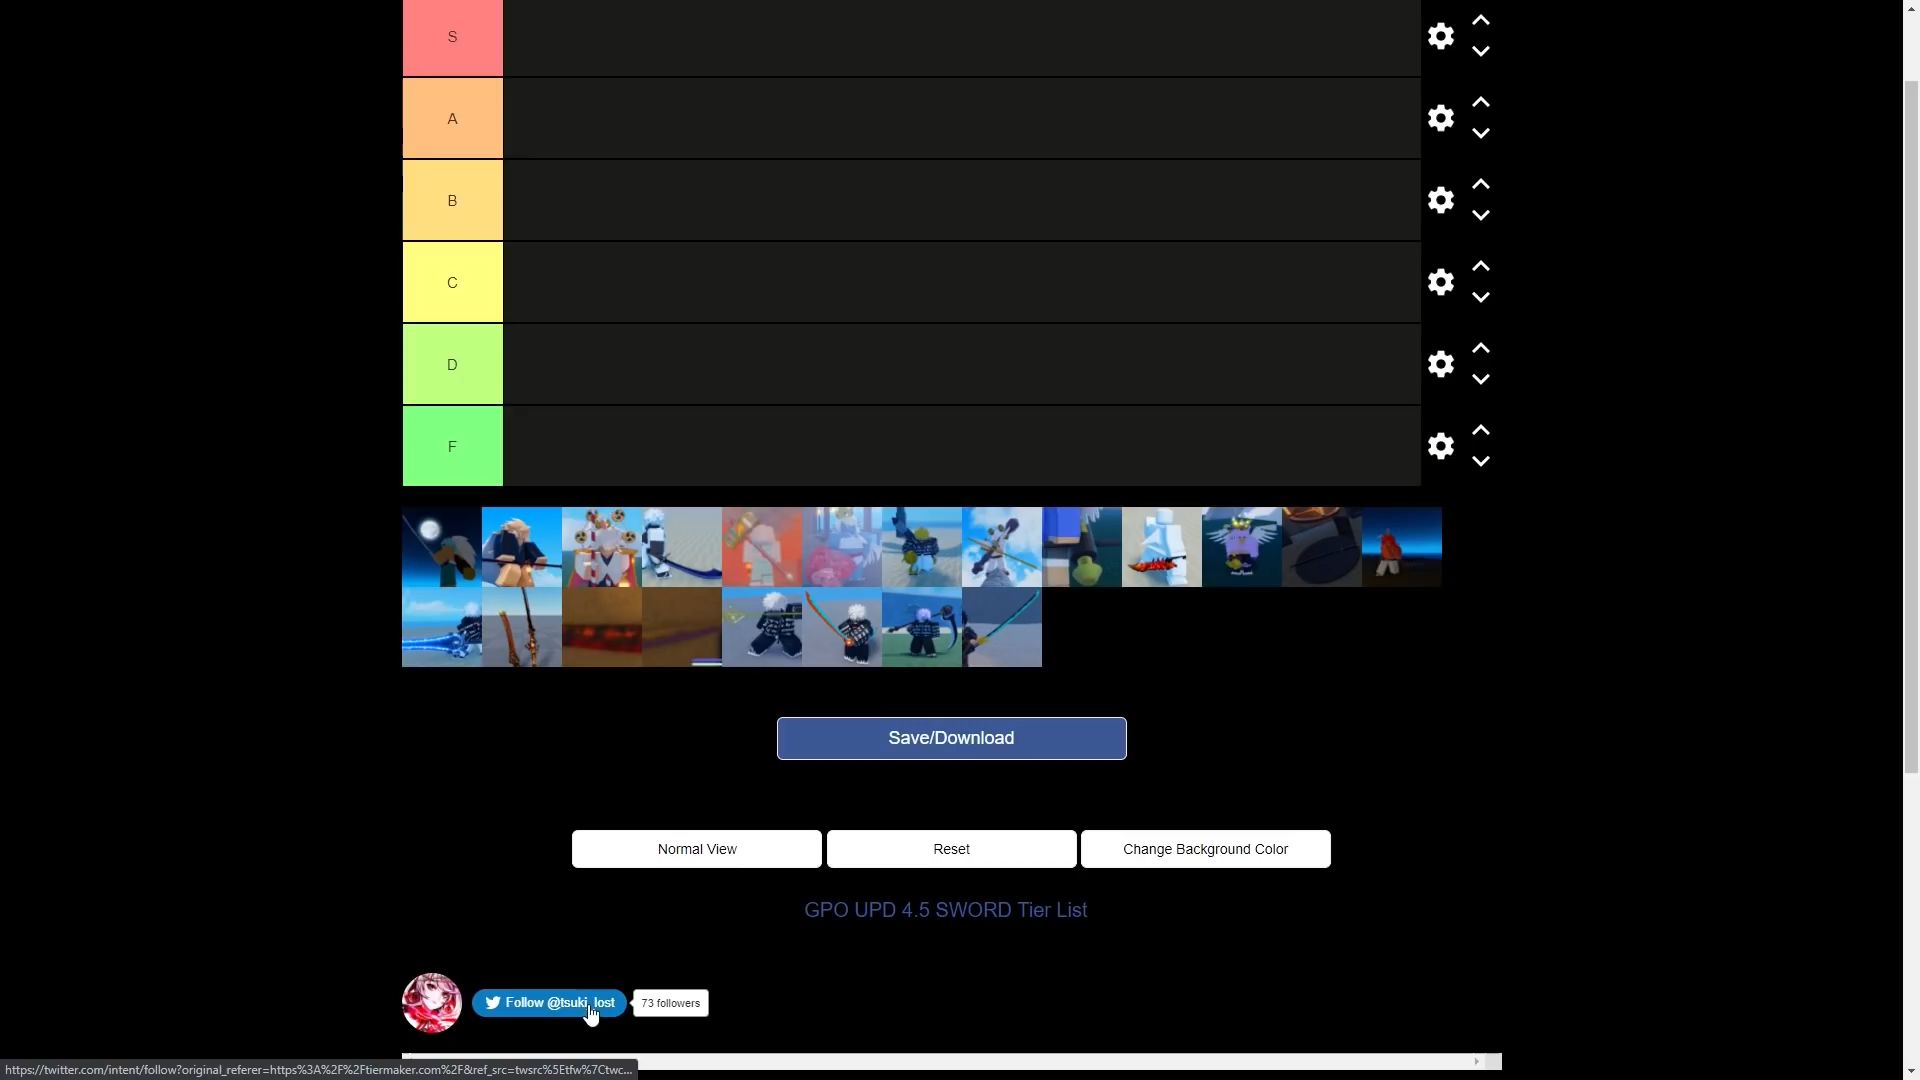 S
A
B
C
D
F
Save/Download
Normal View
Reset
Change Background Color
GPO UPD 4.5 SWORD Tier List
Follow @tsuki_lost
73 followers
https://twitter.com/intent/follow?original_referer=https%3A%2F%2Ftiermaker.com%2F&ref_src=twsrc%5Etfw%7Ctwc...